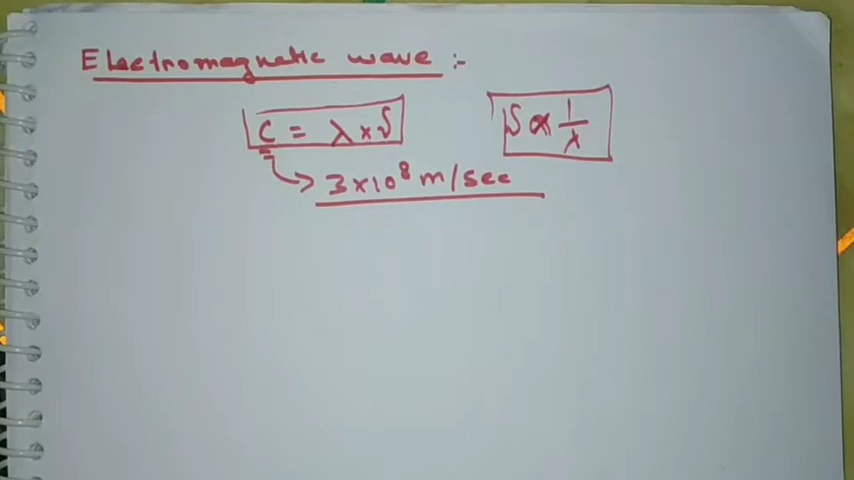 Electromagnetic wave :-
c = λ × ν
ν ∝ 1/λ
3×10⁸ m/sec